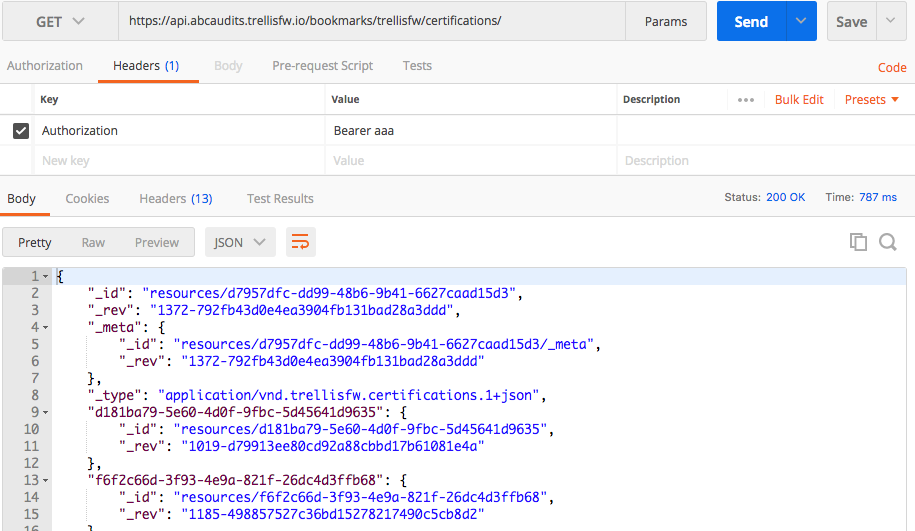 GET https://api.abcaudits.trellisfw.io/bookmarks/trellisfw/certifications/ Params Send Save
Authorization Headers (1) Body Pre-request Script Tests Code
Key Value Description ••• Bulk Edit Presets
Authorization Bearer aaa
New key Value Description
Body Cookies Headers (13) Test Results Status: 200 OK Time: 787 ms
Pretty Raw Preview JSON
1 {
2 "_id": "resources/d7957dfc-dd99-48b6-9b41-6627caad15d3",
3 "_rev": "1372-792fb43d0e4ea3904fb131bad28a3ddd",
4 "_meta": {
5 "_id": "resources/d7957dfc-dd99-48b6-9b41-6627caad15d3/_meta",
6 "_rev": "1372-792fb43d0e4ea3904fb131bad28a3ddd"
7 },
8 "_type": "application/vnd.trellisfw.certifications.1+json",
9 "d181ba79-5e60-4d0f-9fbc-5d45641d9635": {
10 "_id": "resources/d181ba79-5e60-4d0f-9fbc-5d45641d9635",
11 "_rev": "1019-d79913ee80cd92a88cbbd17b61081e4a"
12 },
13 "f6f2c66d-3f93-4e9a-821f-26dc4d3ffb68": {
14 "_id": "resources/f6f2c66d-3f93-4e9a-821f-26dc4d3ffb68",
15 "_rev": "1185-498857527c36bd15278217490c5cb8d2"